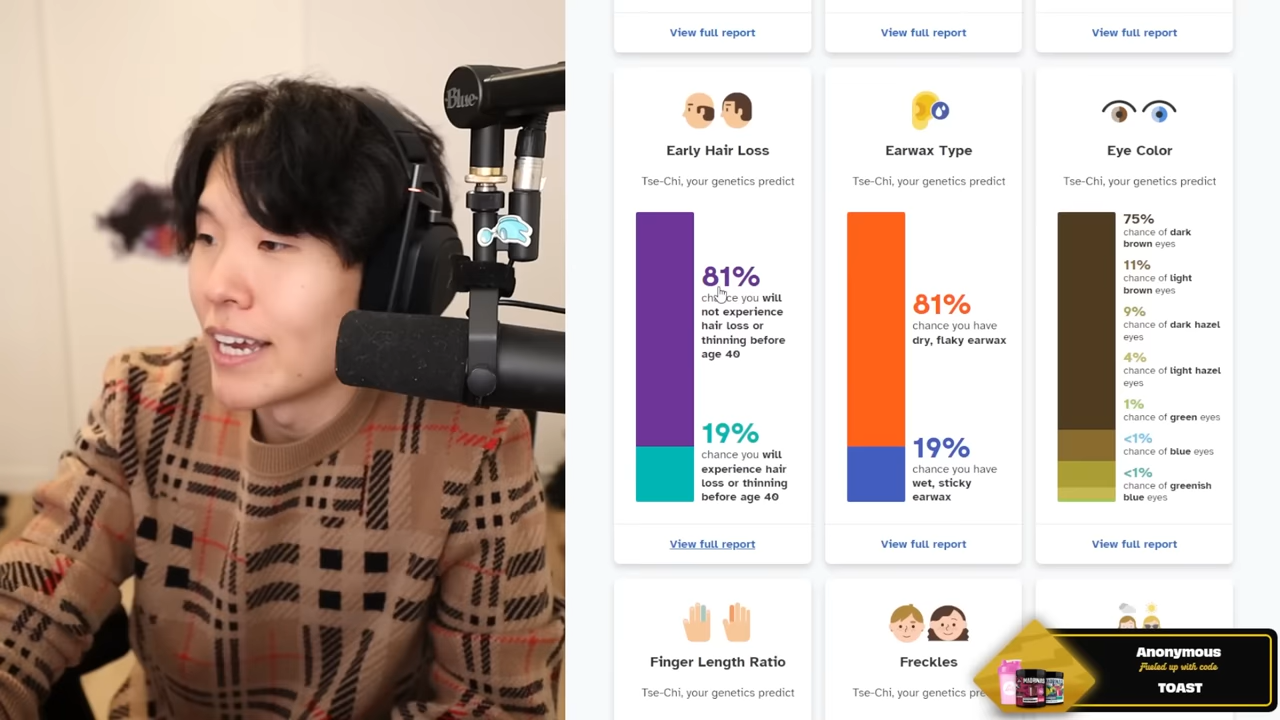 View full report
View full report
View full report
Blue
Early Hair Loss
Tse-Chi, your genetics predict
81%
chance you will
not experience
hair loss or
thinning before
age 40
19%
chance you will
experience hair
loss or thinning
before age 40
View full report
Earwax Type
Tse-Chi, your genetics predict
81%
chance you have
dry, flaky earwax
19%
chance you have
wet, sticky
earwax
View full report
Eye Color
Tse-Chi, your genetics predict
75%
chance of dark
brown eyes
11%
chance of light
brown eyes
9%
chance of dark hazel
eyes
4%
chance of light hazel
eyes
1%
chance of green eyes
<1%
chance of blue eyes
<1%
chance of greenish
blue eyes
View full report
Finger Length Ratio
Tse-Chi, your genetics predict
Freckles
Tse-Chi, your genetics pre
Anonymous
Fueled up with code
TOAST